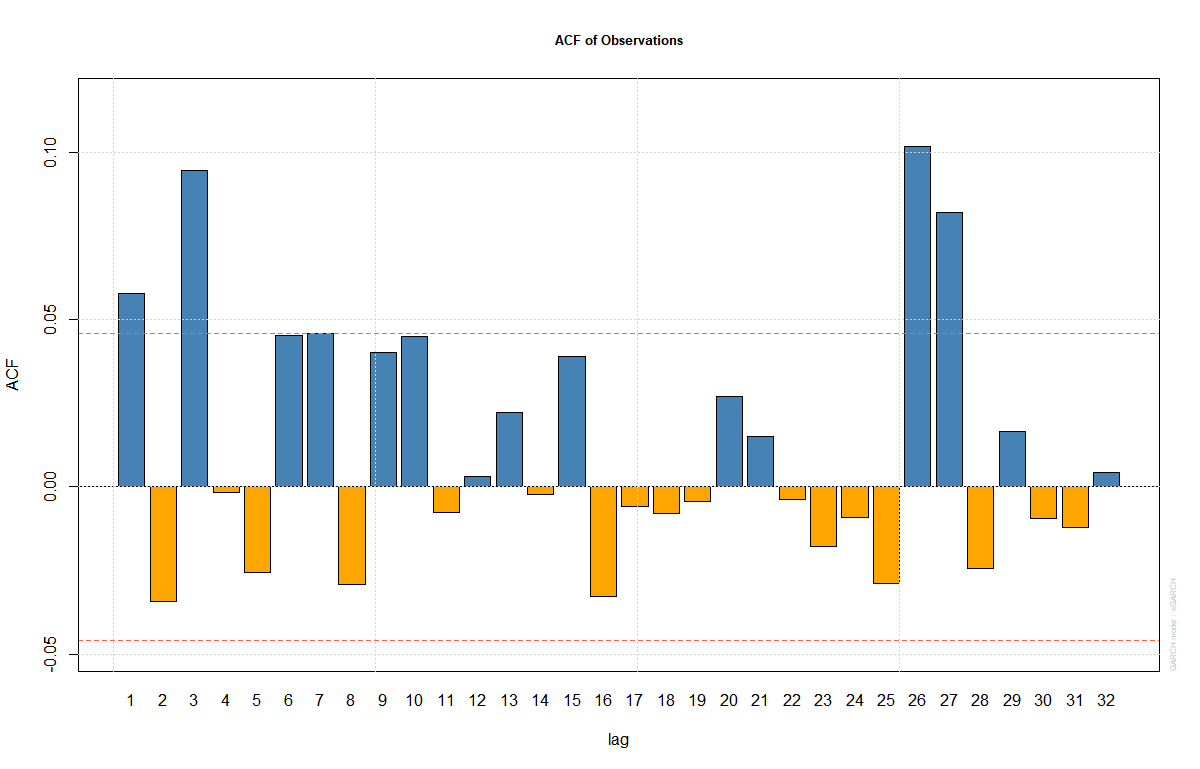 ACF of Observations
0.10
0.05
0.00
-0.05
ACF
1 2 3 4 5 6 7 8 9 10 11 12 13 14 15 16 17 18 19 20 21 22 23 24 25 26 27 28 29 30 31 32
lag
GARCH model : sGARCH